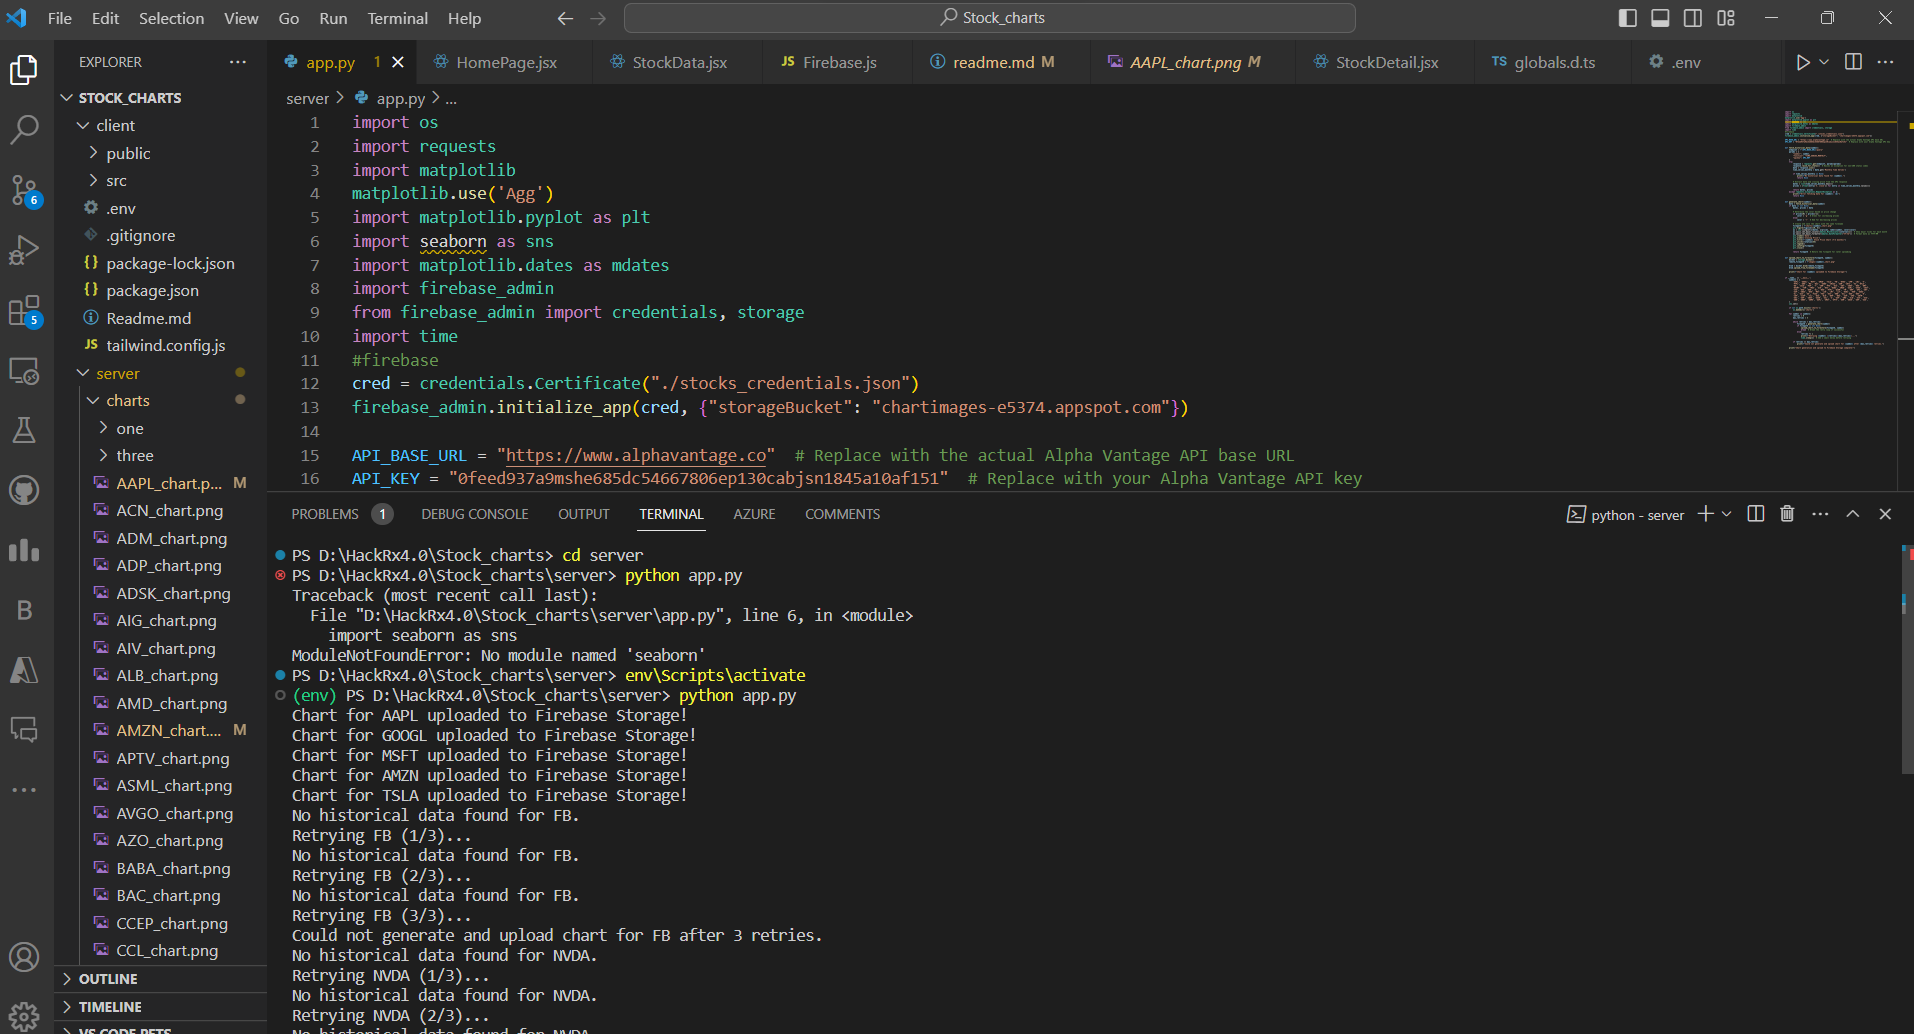 File Edit Selection View Go Run Terminal Help
Stock_charts
EXPLORER
app.py 1
HomePage.jsx
StockData.jsx
JS Firebase.js
readme.md M
AAPL_chart.png M
StockDetail.jsx
TS globals.d.ts
.env
STOCK_CHARTS
client
public
src
.env
.gitignore
{} package-lock.json
{} package.json
Readme.md
JS tailwind.config.js
server
charts
one
three
AAPL_chart.p... M
ACN_chart.png
ADM_chart.png
ADP_chart.png
ADSK_chart.png
AIG_chart.png
AIV_chart.png
ALB_chart.png
AMD_chart.png
AMZN_chart.... M
APTV_chart.png
ASML_chart.png
AVGO_chart.png
AZO_chart.png
BABA_chart.png
BAC_chart.png
CCEP_chart.png
CCL_chart.png
OUTLINE
TIMELINE
VS CODE PETS
6
5
B
server > app.py > ...
1 import os
2 import requests
3 import matplotlib
4 matplotlib.use('Agg')
5 import matplotlib.pyplot as plt
6 import seaborn as sns
7 import matplotlib.dates as mdates
8 import firebase_admin
9 from firebase_admin import credentials, storage
10 import time
11 #firebase
12 cred = credentials.Certificate("./stocks_credentials.json")
13 firebase_admin.initialize_app(cred, {"storageBucket": "chartimages-e5374.appspot.com"})
14
15 API_BASE_URL = "https://www.alphavantage.co"  # Replace with the actual Alpha Vantage API base URL
16 API_KEY = "0feed937a9mshe685dc54667806ep130cabjsn1845a10af151"  # Replace with your Alpha Vantage API key
PROBLEMS 1 DEBUG CONSOLE OUTPUT TERMINAL AZURE COMMENTS
python - server
PS D:\HackRx4.0\Stock_charts> cd server
PS D:\HackRx4.0\Stock_charts\server> python app.py
Traceback (most recent call last):
File "D:\HackRx4.0\Stock_charts\server\app.py", line 6, in <module>
import seaborn as sns
ModuleNotFoundError: No module named 'seaborn'
PS D:\HackRx4.0\Stock_charts\server> env\Scripts\activate
(env) PS D:\HackRx4.0\Stock_charts\server> python app.py
Chart for AAPL uploaded to Firebase Storage!
Chart for GOOGL uploaded to Firebase Storage!
Chart for MSFT uploaded to Firebase Storage!
Chart for AMZN uploaded to Firebase Storage!
Chart for TSLA uploaded to Firebase Storage!
No historical data found for FB.
Retrying FB (1/3)...
No historical data found for FB.
Retrying FB (2/3)...
No historical data found for FB.
Retrying FB (3/3)...
Could not generate and upload chart for FB after 3 retries.
No historical data found for NVDA.
Retrying NVDA (1/3)...
No historical data found for NVDA.
Retrying NVDA (2/3)...
No historical data found for NVDA.